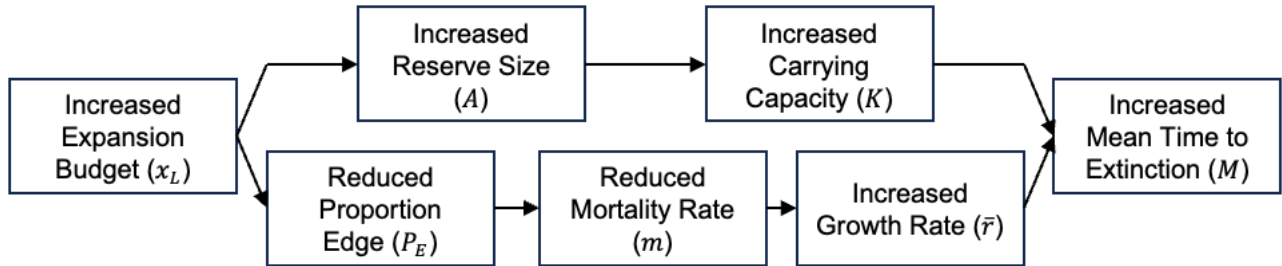 Increased
Expansion
Budget (x_L)
Increased
Reserve Size
(A)
Increased
Carrying
Capacity (K)
Reduced
Proportion
Edge (P_E)
Reduced
Mortality Rate
(m)
Increased
Growth Rate (r̄)
Increased
Mean Time to
Extinction (M)